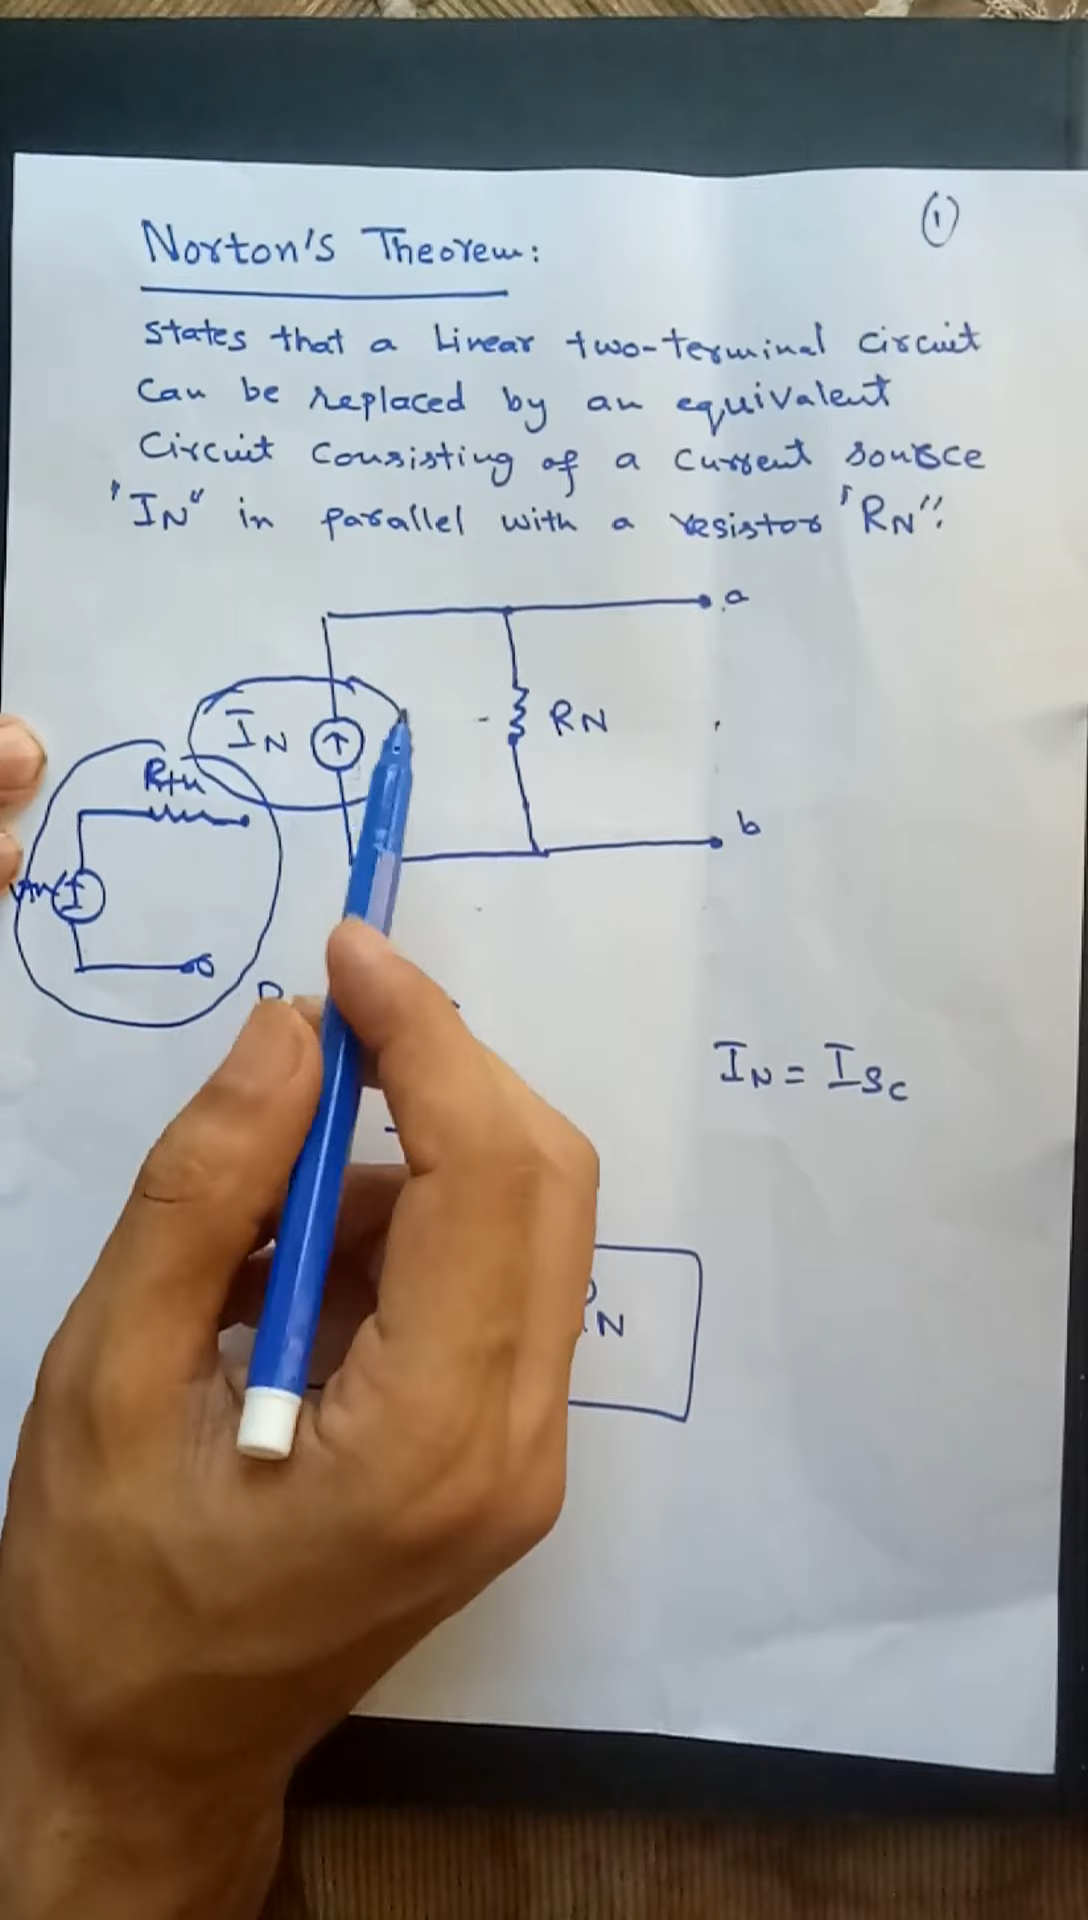 1
Norton's Theorem:
States that a Linear two-terminal circuit
can be replaced by an equivalent
circuit consisting of a current source
"IN" in parallel with a resistor "RN".
a
IN
RN
RTH
b
IN = ISC
N